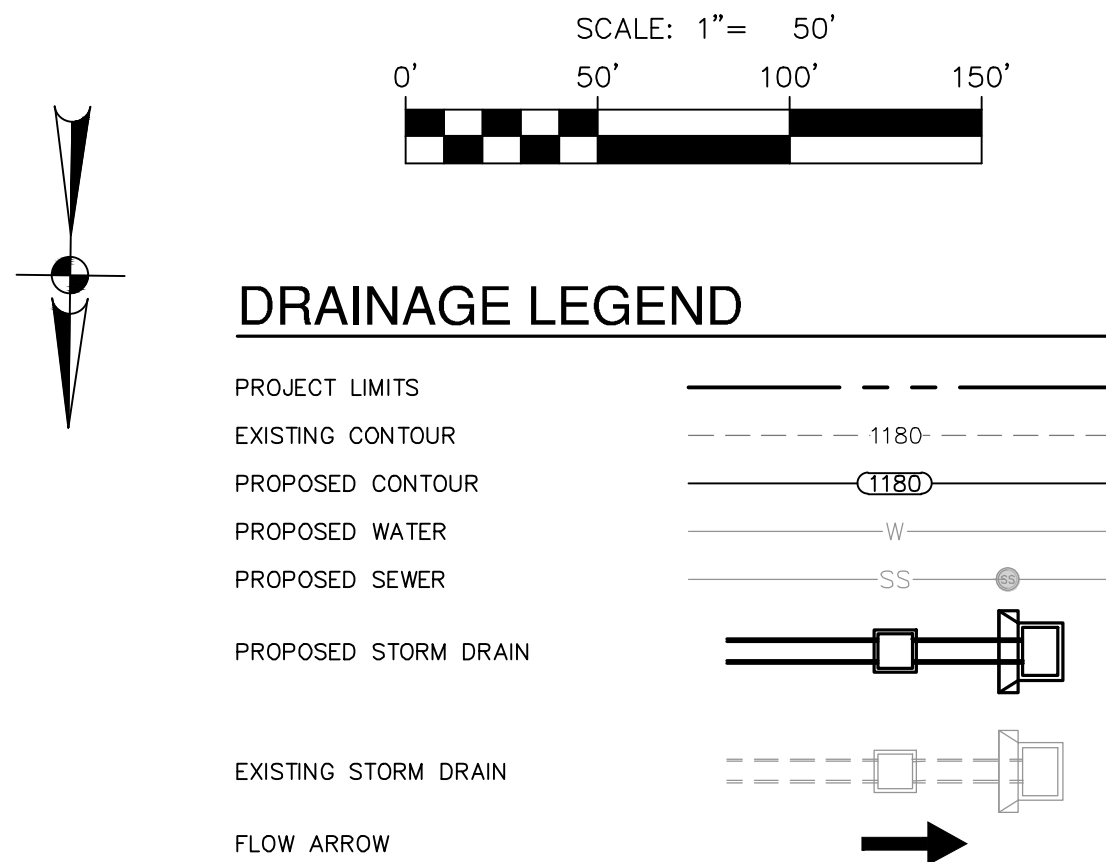 SCALE: 1"= 50'
0' 50' 100' 150'
DRAINAGE LEGEND
PROJECT LIMITS
EXISTING CONTOUR 1180
PROPOSED CONTOUR 1180
PROPOSED WATER W
PROPOSED SEWER SS SS
PROPOSED STORM DRAIN
EXISTING STORM DRAIN
FLOW ARROW